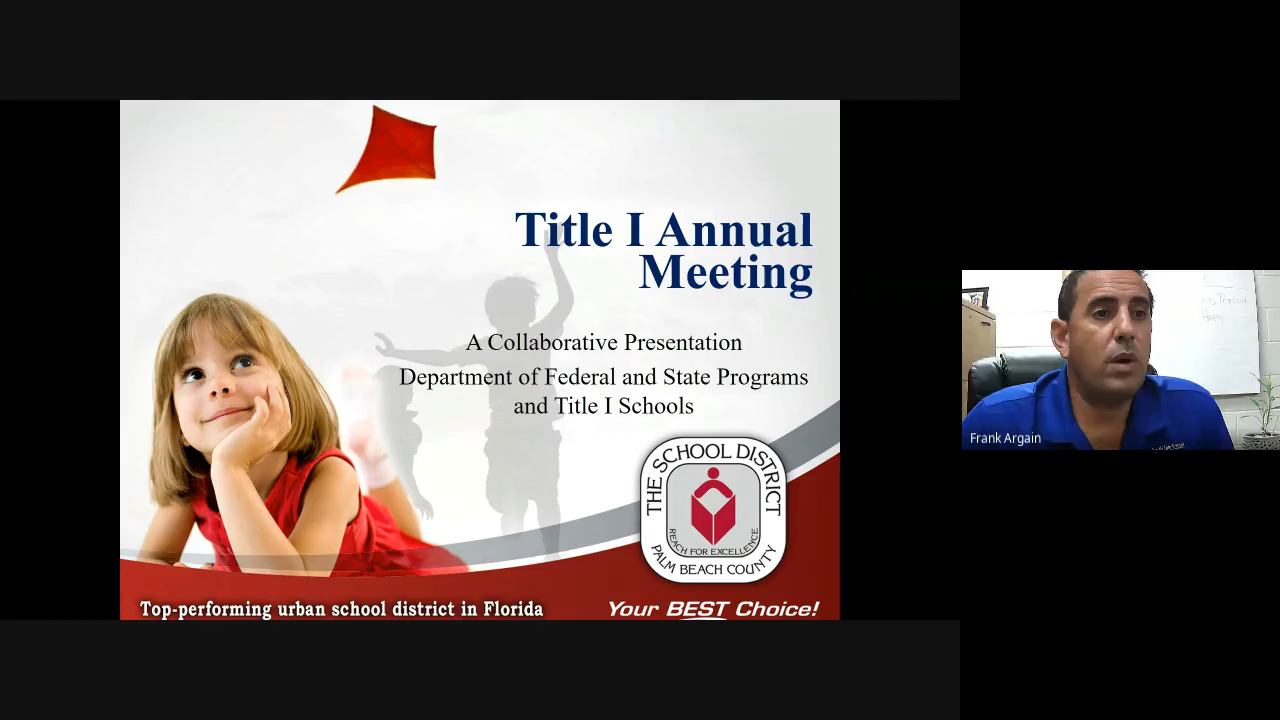 Title I Annual
Meeting
A Collaborative Presentation
Department of Federal and State Programs
and Title I Schools
THE SCHOOL DISTRICT
REACH FOR EXCELLENCE
PALM BEACH COUNTY
Top-performing urban school district in Florida
Your BEST Choice!
Frank Argain